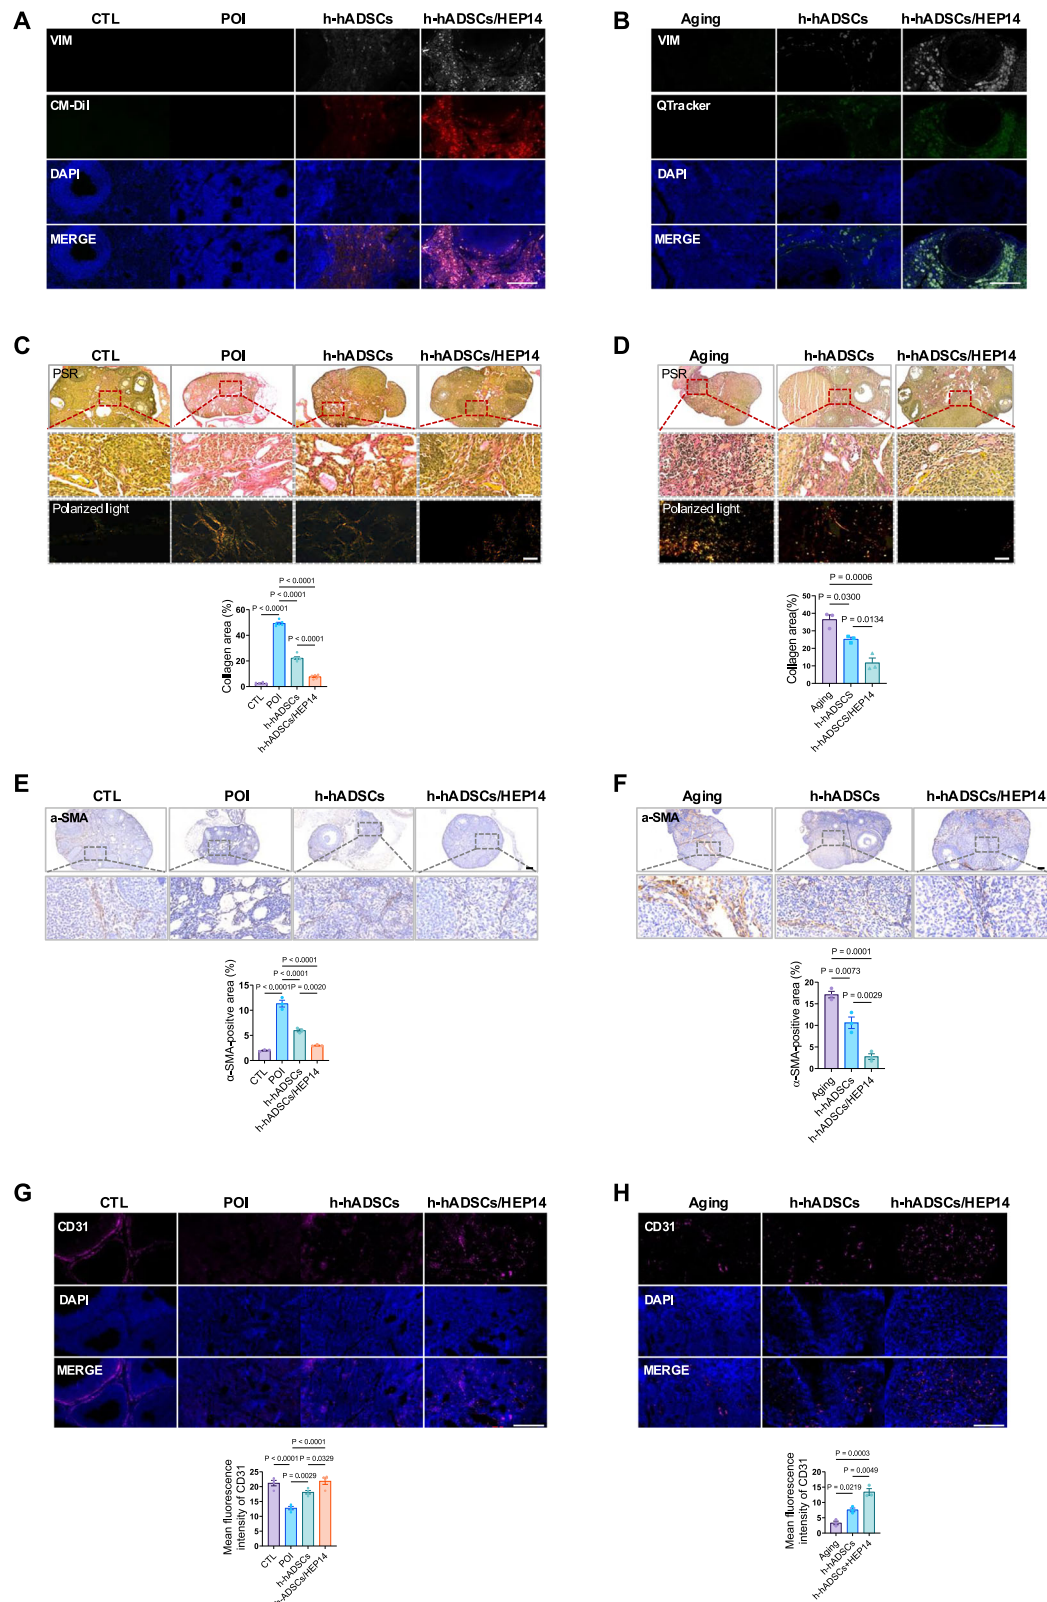 A
CTL
POI
h-hADSCs
h-hADSCs/HEP14
VIM
CM-Dil
DAPI
MERGE
B
Aging
h-hADSCs
h-hADSCs/HEP14
VIM
QTracker
DAPI
MERGE
C
CTL
POI
h-hADSCs
h-hADSCs/HEP14
PSR
Polarized light
P < 0.0001
P < 0.0001
P < 0.0001
P < 0.0001
Collagen area (%)
60
40
20
0
CTL
POI
h-hADSCs
h-hADSCs/HEP14
D
Aging
h-hADSCs
h-hADSCs/HEP14
PSR
Polarized light
P = 0.0006
P = 0.0300
P = 0.0134
Collagen area(%)
50
40
30
20
10
0
Aging
h-hADSCS
h-hADSCS/HEP14
E
CTL
POI
h-hADSCs
h-hADSCs/HEP14
a-SMA
P < 0.0001
P < 0.0001
P < 0.0001 P = 0.0020
α-SMA-positve area (%)
15
10
5
0
CTL
POI
h-hADSCs
h-hADSCs/HEP14
F
Aging
h-hADSCs
h-hADSCs/HEP14
a-SMA
P = 0.0001
P = 0.0073
P = 0.0029
α-SMA-positve area (%)
20
15
10
5
0
Aging
h-hADSCs
h-hADSCs/HEP14
G
CTL
POI
h-hADSCs
h-hADSCs/HEP14
CD31
DAPI
MERGE
P < 0.0001
P < 0.0001 P = 0.0329
P = 0.0029
Mean fluorescence
intensity of CD31
25
20
15
10
5
0
CTL
POI
h-hADSCs
h-ADSCs/HEP14
H
Aging
h-hADSCs
h-hADSCs/HEP14
CD31
DAPI
MERGE
P = 0.0003
P = 0.0049
P = 0.0219
Mean fluorescence
intensity of CD31
20
15
10
5
0
Aging
h-hADSCs
h-hADSCs+HEP14